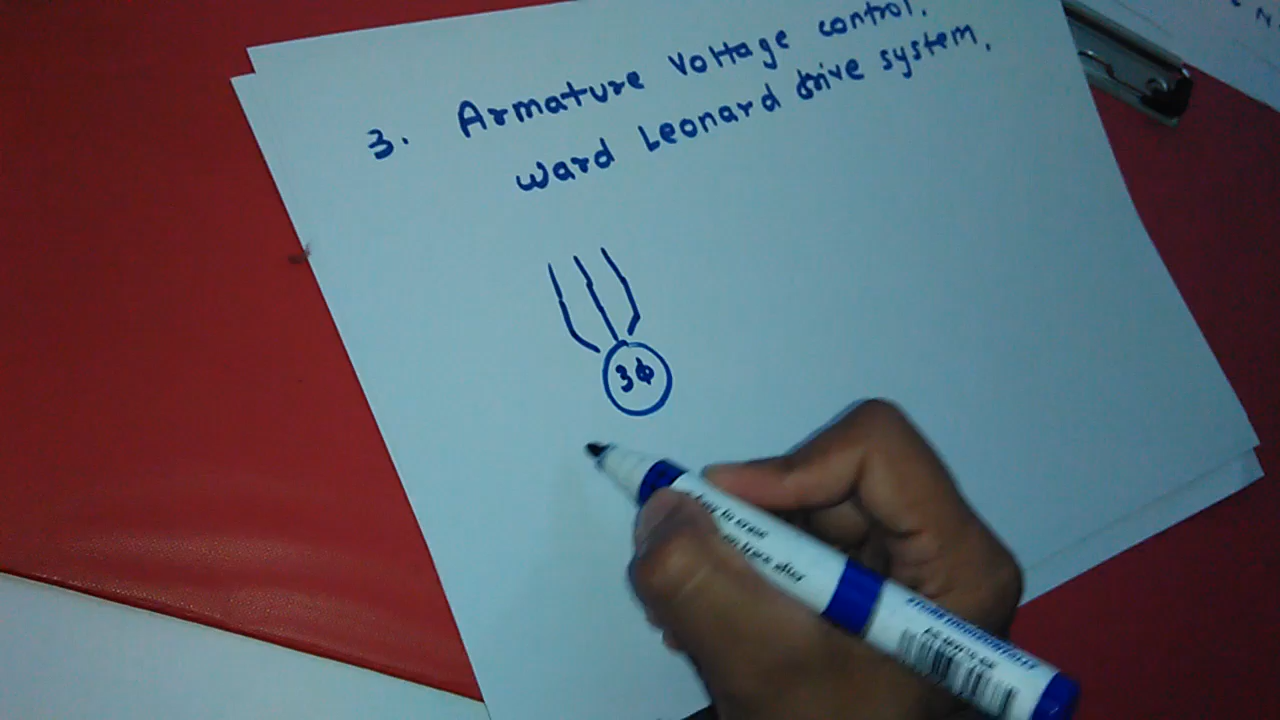 3. Armature Voltage control.
Ward Leonard drive system.
3ϕ